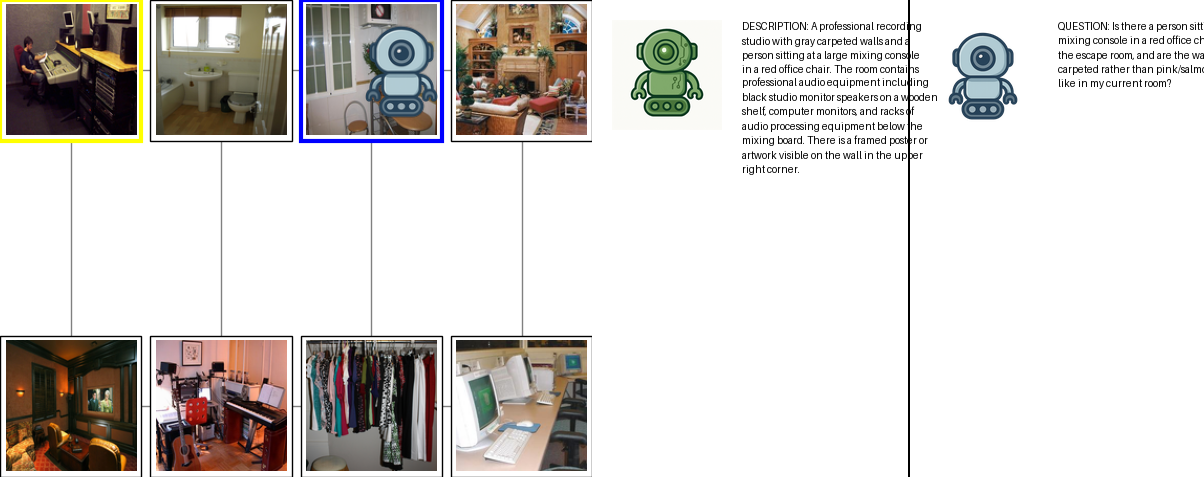 DESCRIPTION: A professional recording
studio with gray carpeted walls and a
person sitting at a large mixing console
in a red office chair. The room contains
professional audio equipment including
black studio monitor speakers on a wooden
shelf, computer monitors, and racks of
audio processing equipment below the
mixing board. There is a framed poster or
artwork visible on the wall in the upper
right corner.
QUESTION: Is there a person sitt
mixing console in a red office ch
the escape room, and are the wa
carpeted rather than pink/salmo
like in my current room?